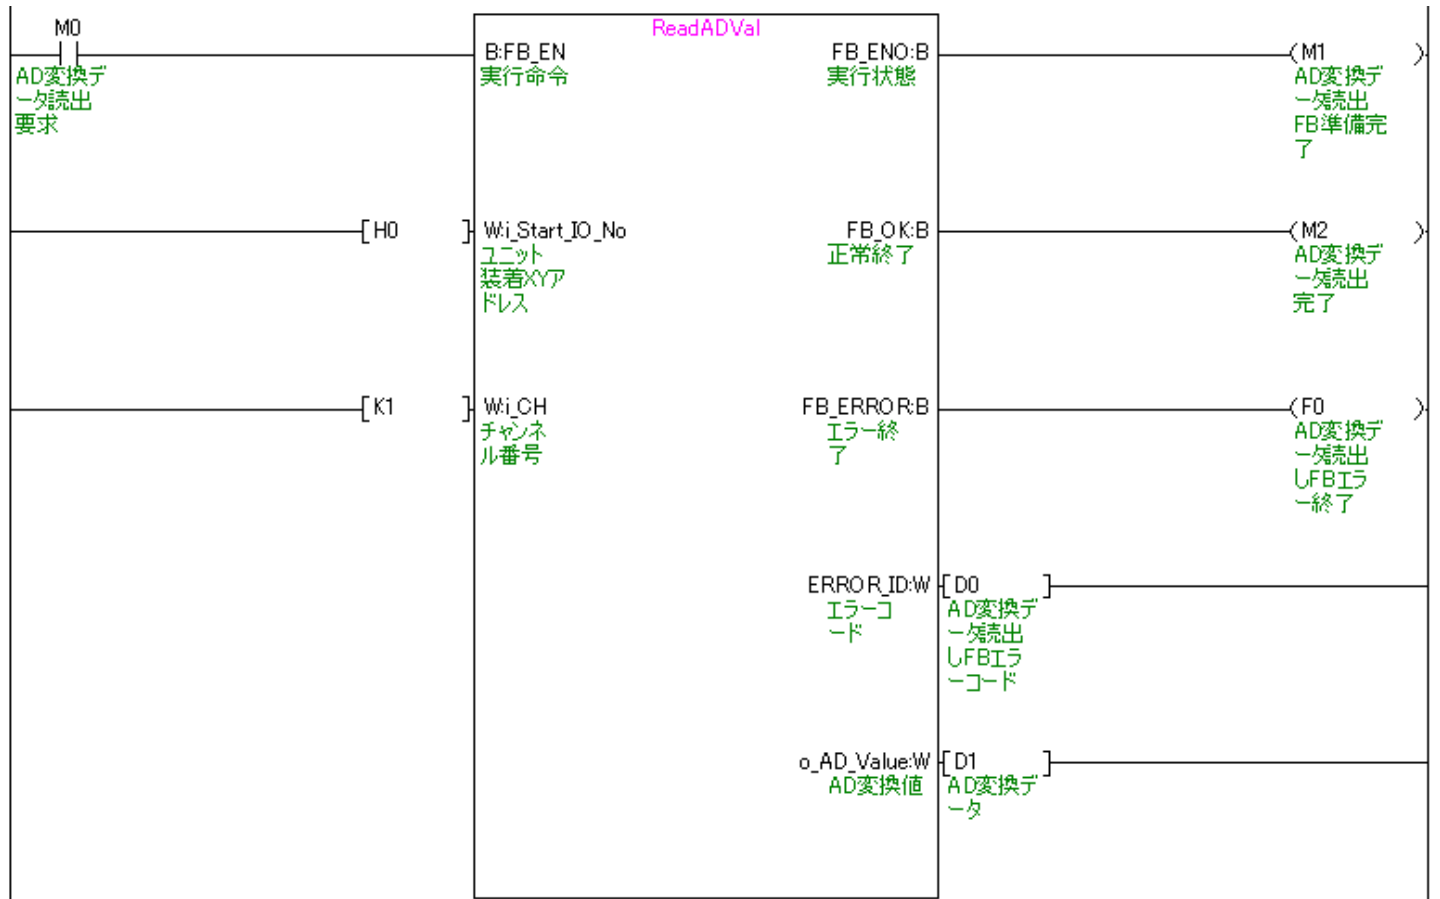 M0
AD変換デ
ータ読出
要求
ReadADVal
B:FB_EN
実行命令
FB_ENO:B
実行状態
(M1 )
AD変換デ
ータ読出
FB準備完
了
[H0 ]
W:i_Start_IO_No
ユニット
装着XYア
ドレス
FB_OK:B
正常終了
(M2 )
AD変換デ
ータ読出
完了
[K1 ]
W:i_CH
チャンネ
ル番号
FB_ERROR:B
エラー終
了
(F0 )
AD変換デ
ータ読出
しFBエラ
ー終了
ERROR_ID:W
エラーコ
ード
[D0 ]
AD変換デ
ータ読出
しFBエラ
ーコード
o_AD_Value:W
AD変換値
[D1 ]
AD変換デ
ータ